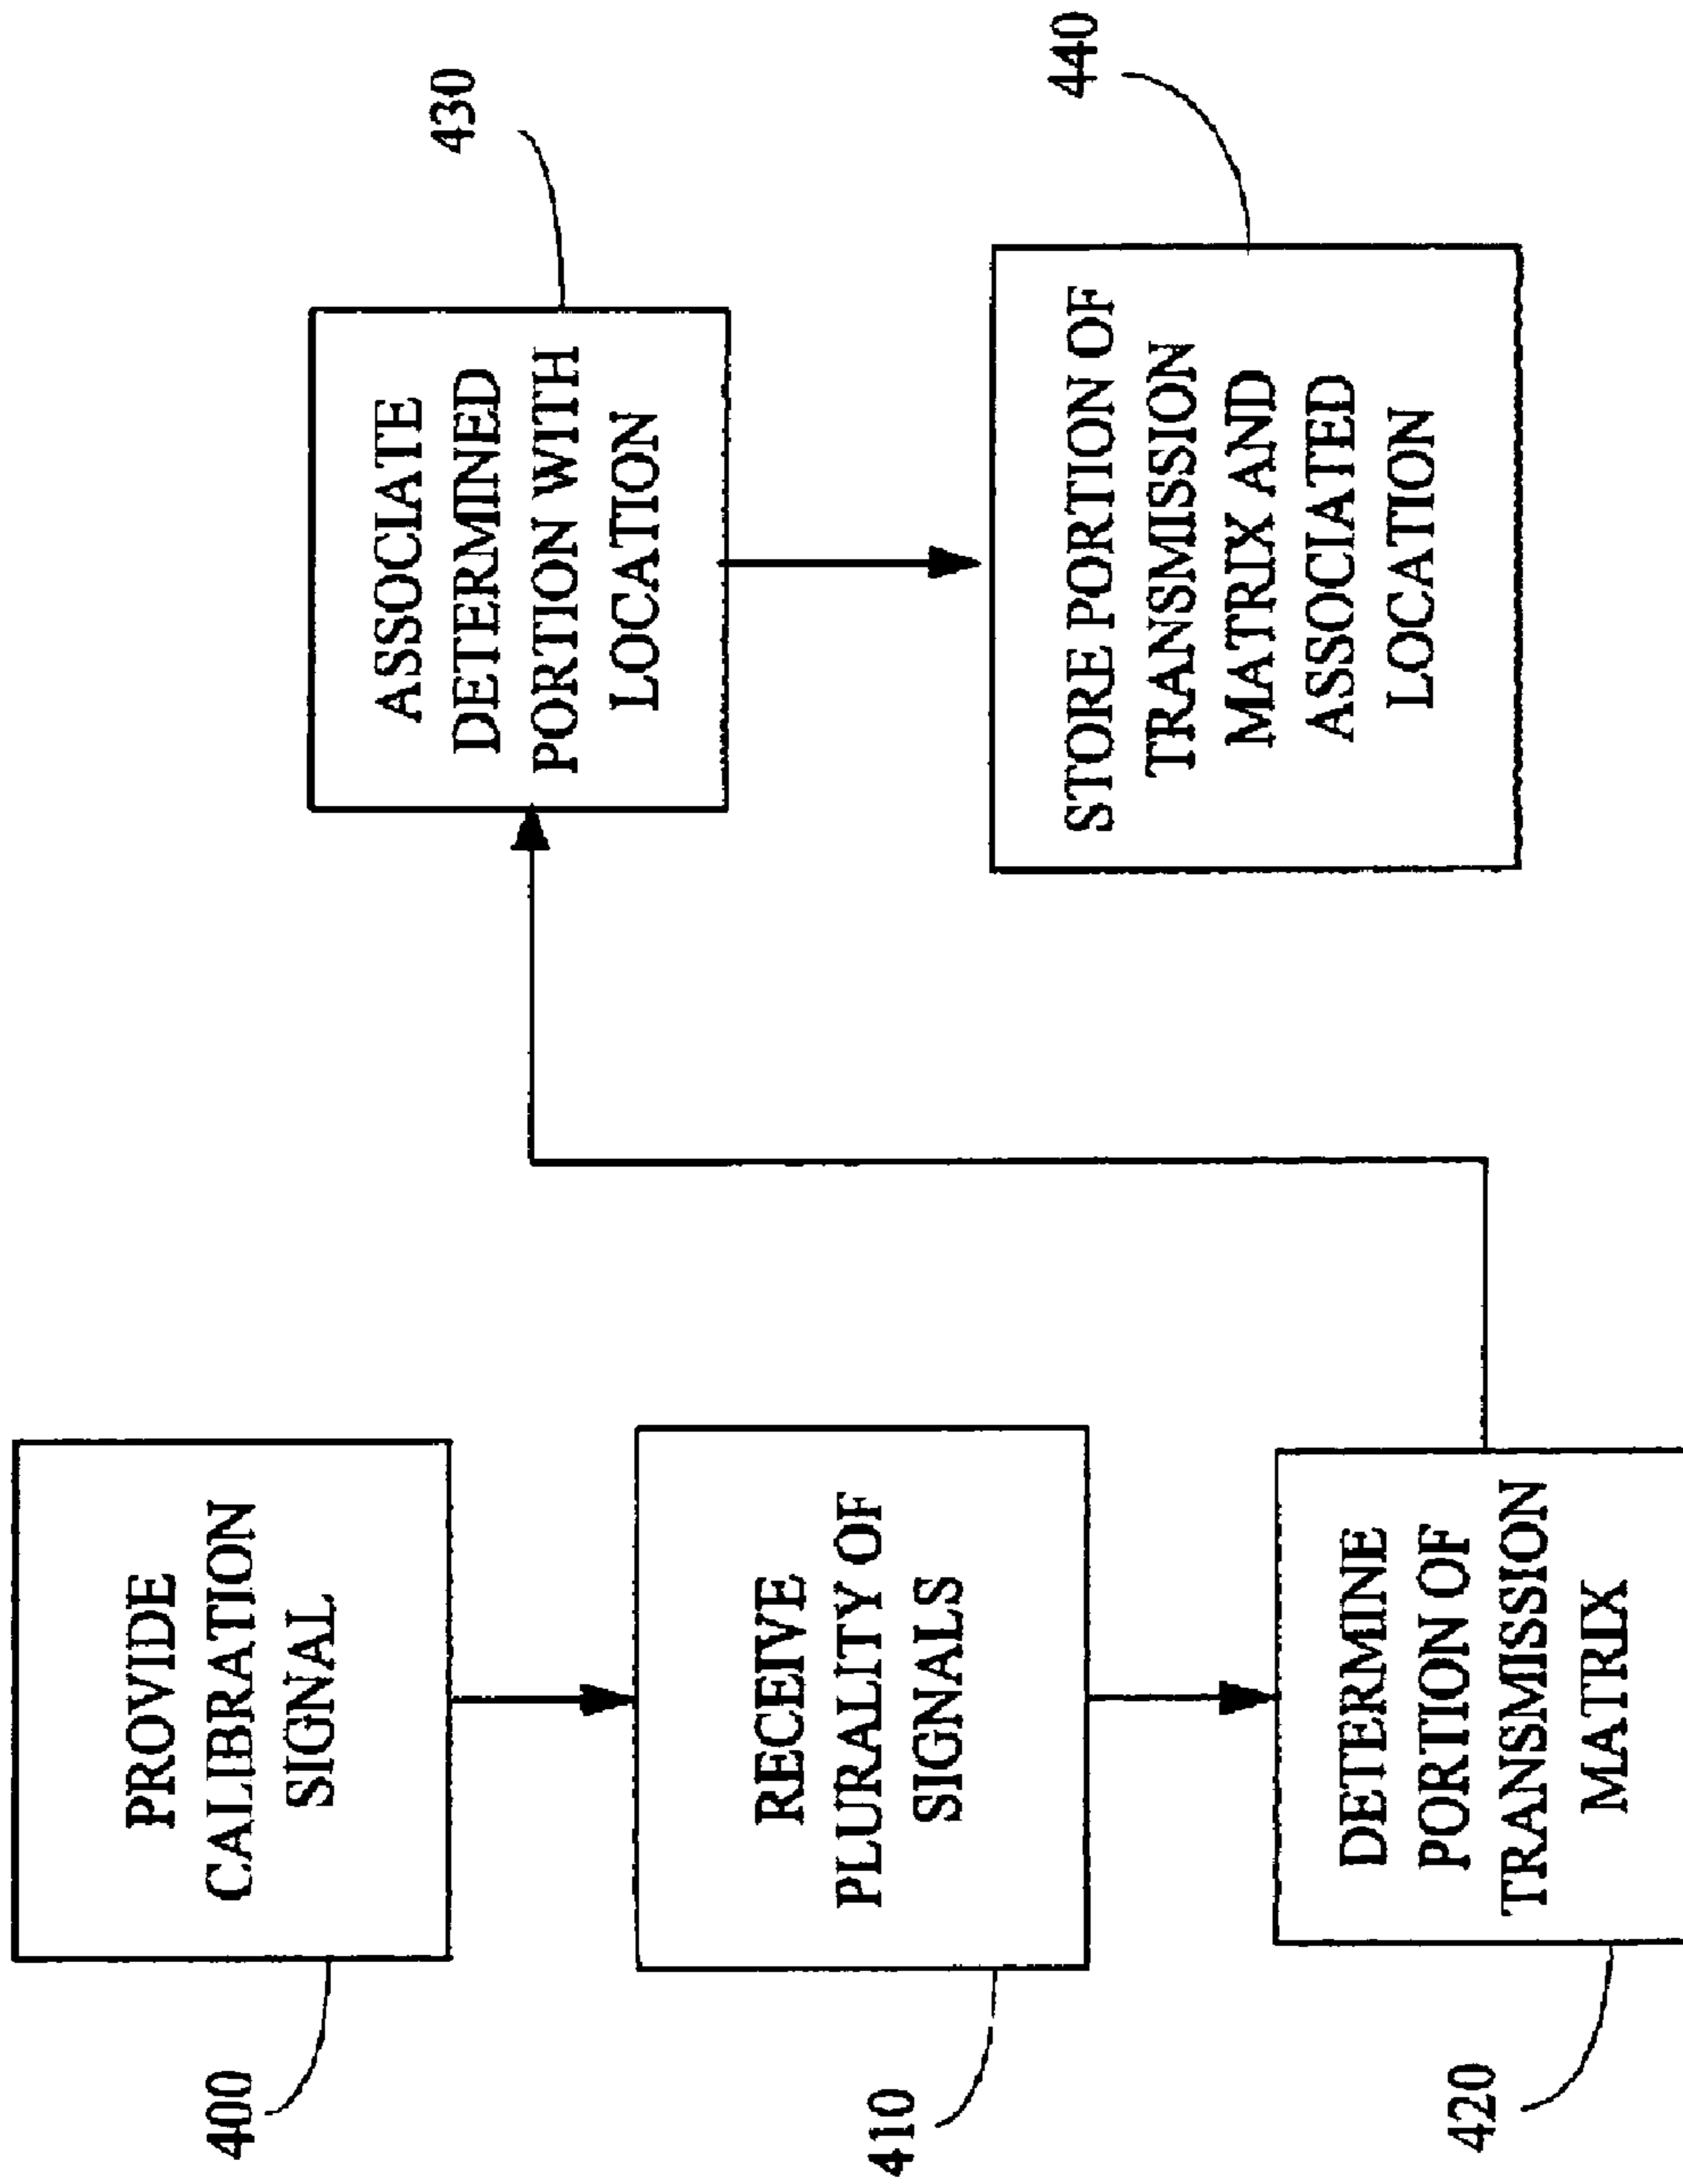 400
PROVIDE
CALIBRATION
SIGNAL
410
RECEIVE
PLURALITY OF
SIGNALS
420
DETERMINE
PORTION OF
TRANSMISSION
MATRIX
430
ASSOCIATE
DETERMINED
PORTION WITH
LOCATION
440
STORE PORTION OF
TRANSMISSION
MATRIX AND
ASSOCIATED
LOCATION